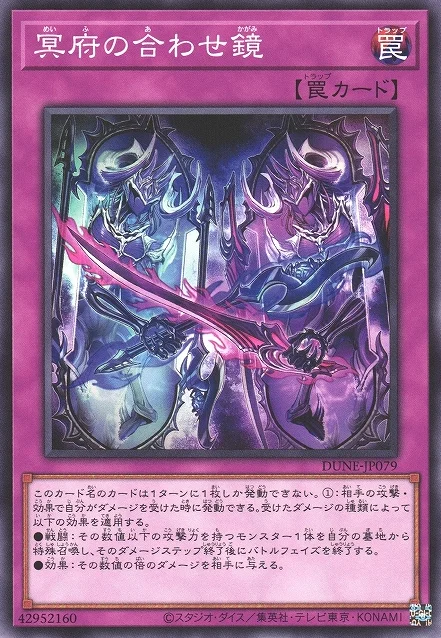 冥府の合わせ鏡
罠
【罠カード】
DUNE-JP079
このカード名のカードは1ターンに1枚しか発動できない。①:相手の攻撃・
効果で自分がダメージを受けた時に発動できる。受けたダメージの種類によって
以下の効果を適用する。
●戦闘:その数値以下の攻撃力を持つモンスター1体を自分の墓地から
特殊召喚し、そのダメージステップ終了後にバトルフェイズを終了する。
●効果:その数値の倍のダメージを相手に与える。
42952160
©スタジオ・ダイス/集英社・テレビ東京・KONAMI